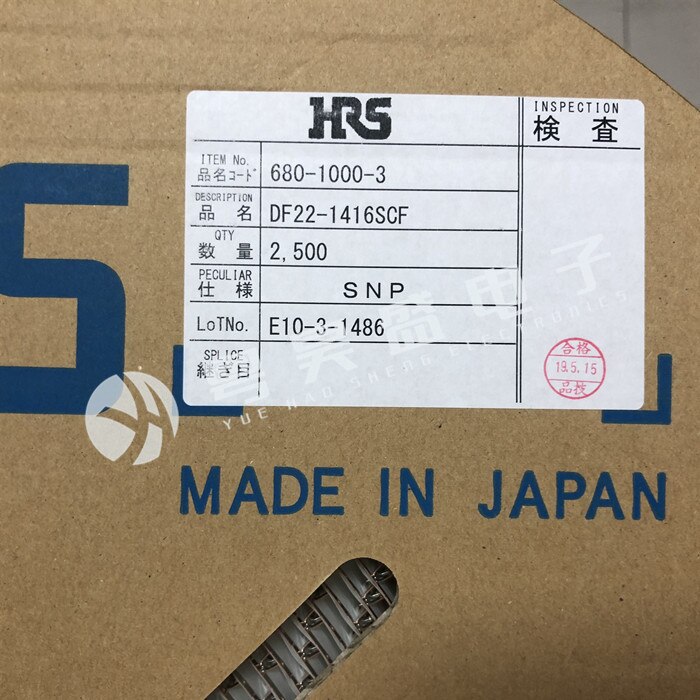 HRS
INSPECTION
検査
ITEM No.
品名コード 680-1000-3
DESCRIPTION
品名 DF22-1416SCF
QTY
数量 2,500
PECULIAR
仕様 SNP
LoTNo. E10-3-1486
SPLICE
継ぎ目
合格
19.5.15
品技
S
MADE IN JAPAN